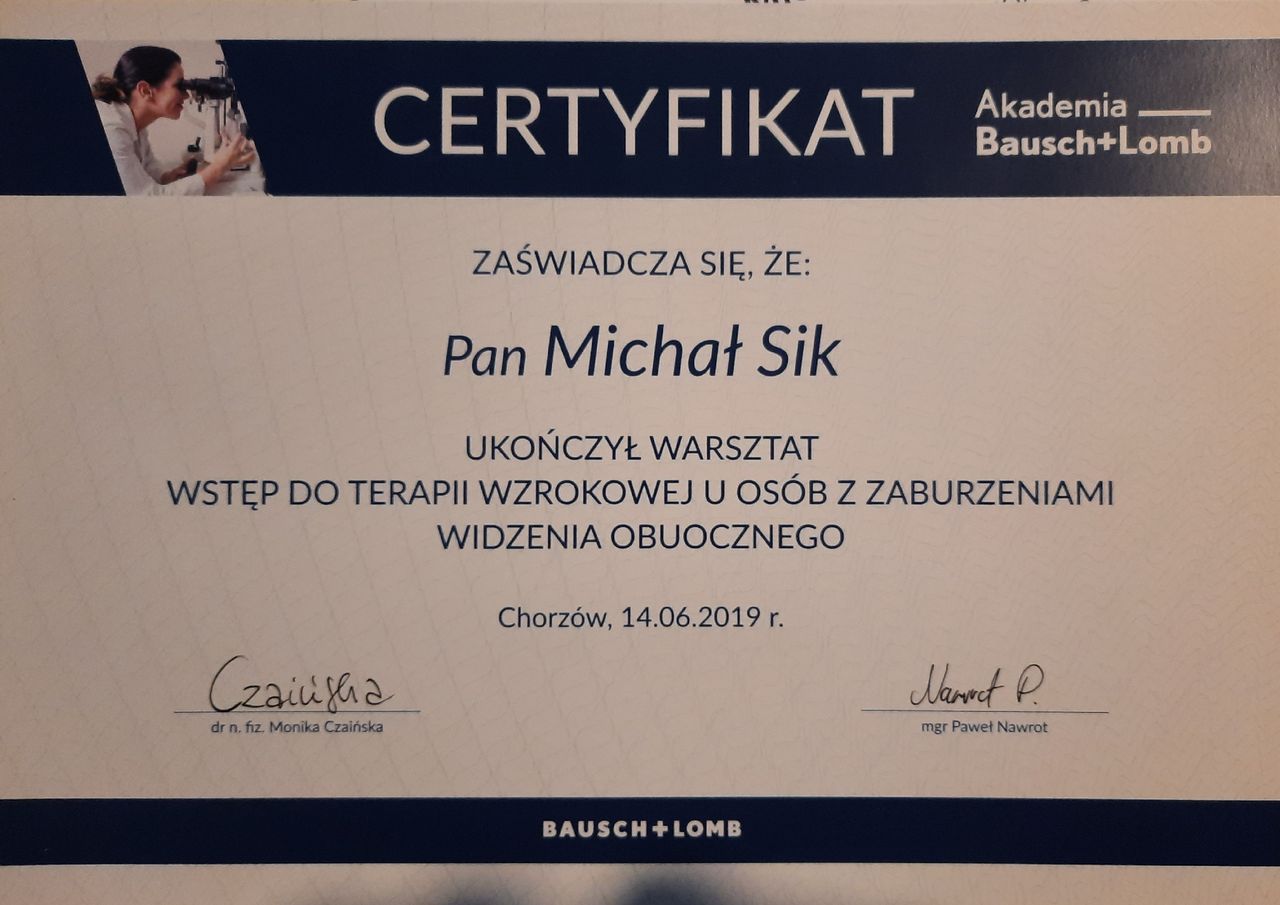 CERTYFIKAT
Akademia
Bausch+Lomb
ZAŚWIADCZA SIĘ, ŻE:
Pan Michał Sik
UKOŃCZYŁ WARSZTAT
WSTĘP DO TERAPII WZROKOWEJ U OSÓB Z ZABURZENIAMI
WIDZENIA OBUOCZNEGO
Chorzów, 14.06.2019 r.
Czaińska
Nawrot P.
dr n. fiz. Monika Czaińska
mgr Paweł Nawrot
BAUSCH+LOMB